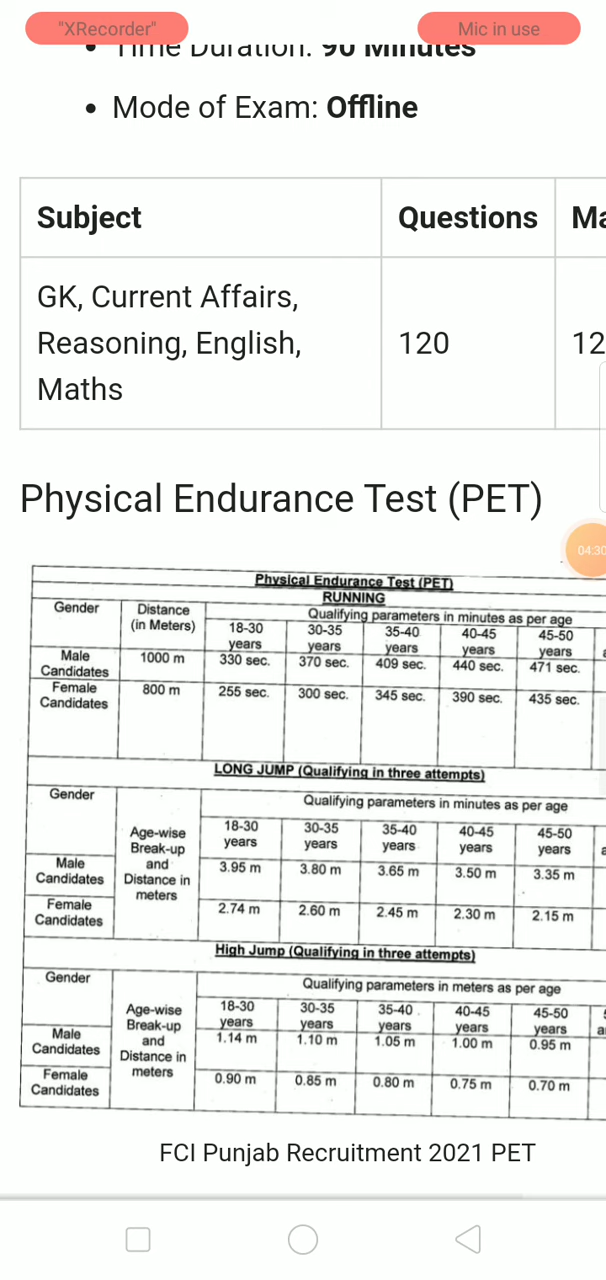 "XRecorder"
Mic in use
• Time Duration: 90 Minutes
• Mode of Exam: Offline
Subject Questions Ma
GK, Current Affairs,
Reasoning, English,
Maths
120 12
Physical Endurance Test (PET)
04:30
Physical Endurance Test (PET)
RUNNING
Gender Distance (in Meters) Qualifying parameters in minutes as per age
18-30 years 30-35 years 35-40 years 40-45 years 45-50 years
Male Candidates 1000 m 330 sec. 370 sec. 409 sec. 440 sec. 471 sec.
Female Candidates 800 m 255 sec. 300 sec. 345 sec. 390 sec. 435 sec.
LONG JUMP (Qualifying in three attempts)
Gender Age-wise Break-up and Distance in meters Qualifying parameters in minutes as per age
18-30 years 30-35 years 35-40 years 40-45 years 45-50 years
Male Candidates 3.95 m 3.80 m 3.65 m 3.50 m 3.35 m
Female Candidates 2.74 m 2.60 m 2.45 m 2.30 m 2.15 m
High Jump (Qualifying in three attempts)
Gender Age-wise Break-up and Distance in meters Qualifying parameters in meters as per age
18-30 years 30-35 years 35-40 years 40-45 years 45-50 years
Male Candidates 1.14 m 1.10 m 1.05 m 1.00 m 0.95 m
Female Candidates 0.90 m 0.85 m 0.80 m 0.75 m 0.70 m
FCI Punjab Recruitment 2021 PET